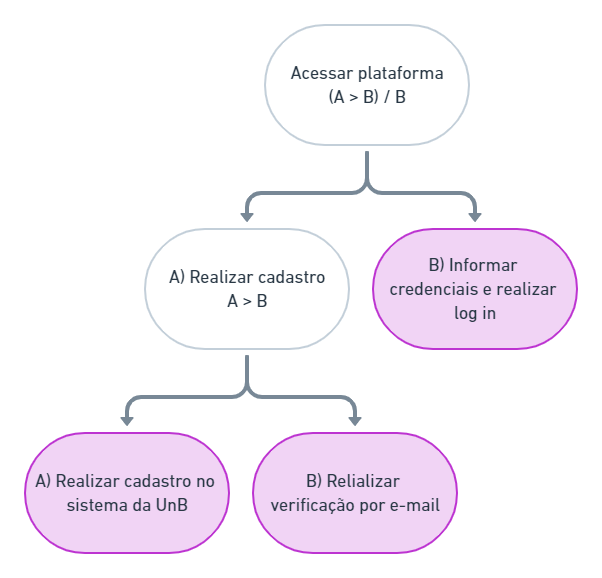 Acessar plataforma
(A > B) / B
A) Realizar cadastro
A > B
B) Informar
credenciais e realizar
log in
A) Realizar cadastro no
sistema da UnB
B) Relializar
verificação por e-mail